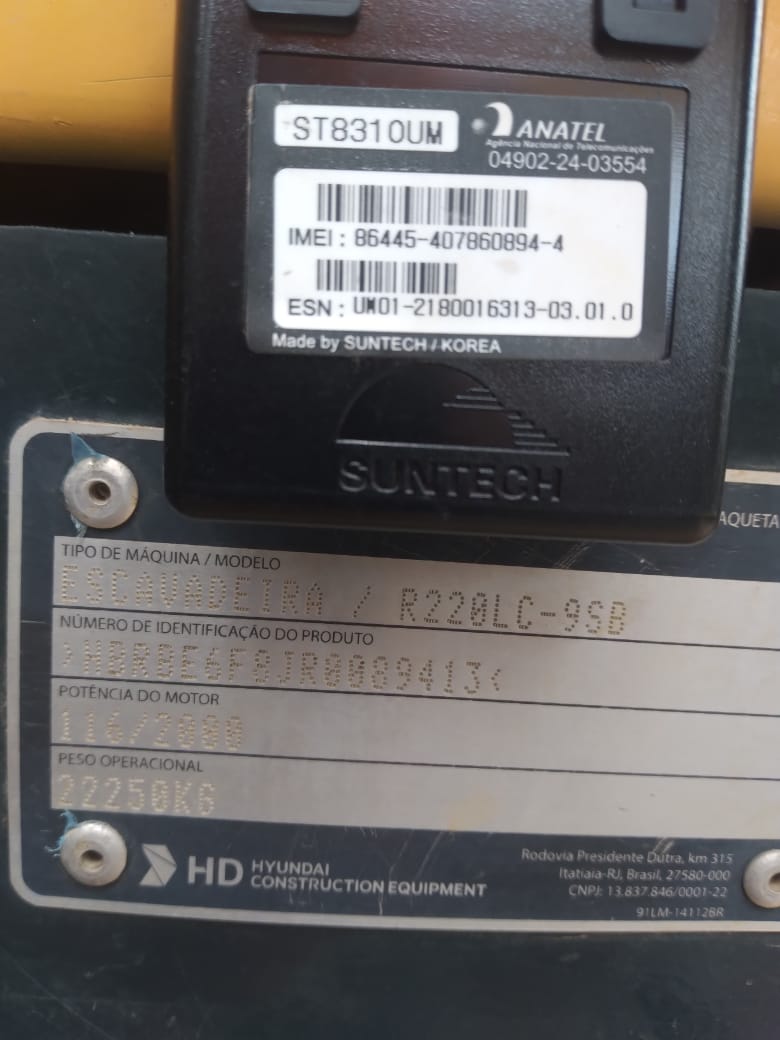 ST8310UM
ANATEL
Agência Nacional de Telecomunicações
04902-24-03554
IMEI : 86445-407860894-4
ESN : UM01-2180016313-03.01.0
Made by SUNTECH / KOREA
SUNTECH
AQUETA
TIPO DE MÁQUINA / MODELO
ESCAVADEIRA / R220LC-9SB
NÚMERO DE IDENTIFICAÇÃO DO PRODUTO
POTÊNCIA DO MOTOR
116/2000
PESO OPERACIONAL
22250KG
HD HYUNDAI
CONSTRUCTION EQUIPMENT
Rodovia Presidente Dutra, km 315
Itatiaia-RJ, Brasil, 27580-000
CNPJ: 13.837.846/0001-22
91LM-14112BR